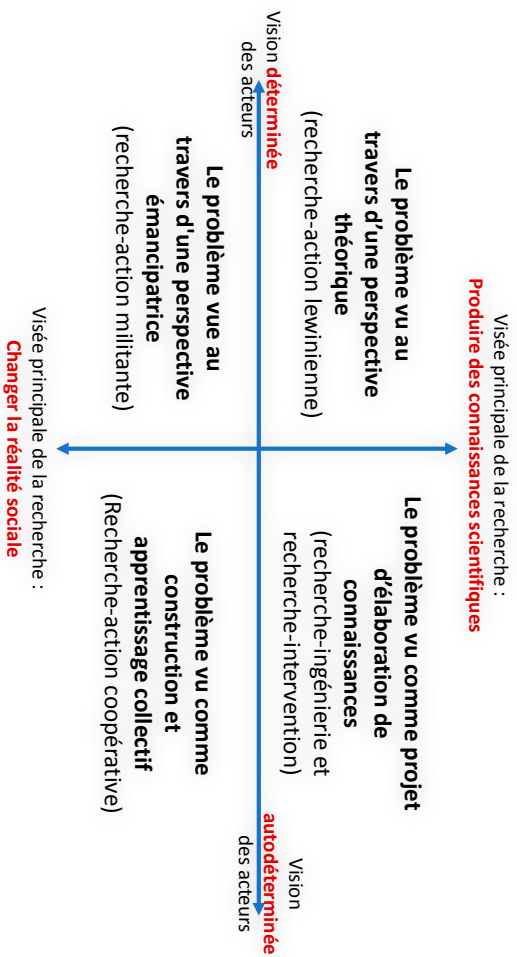 Visée principale de la recherche :
Produire des connaissances scientifiques
Le problème vu au
travers d’une perspective
théorique
(recherche-action lewinienne)
Le problème vu comme projet
d’élaboration de
connaissances
(recherche-ingénierie et
recherche-intervention)
Vision déterminée
des acteurs
Vision
autodéterminée
des acteurs
Le problème vue au
travers d'une perspective
émancipatrice
(recherche-action militante)
Le problème vu comme
construction et
apprentissage collectif
(Recherche-action coopérative)
Visée principale de la recherche :
Changer la réalité sociale